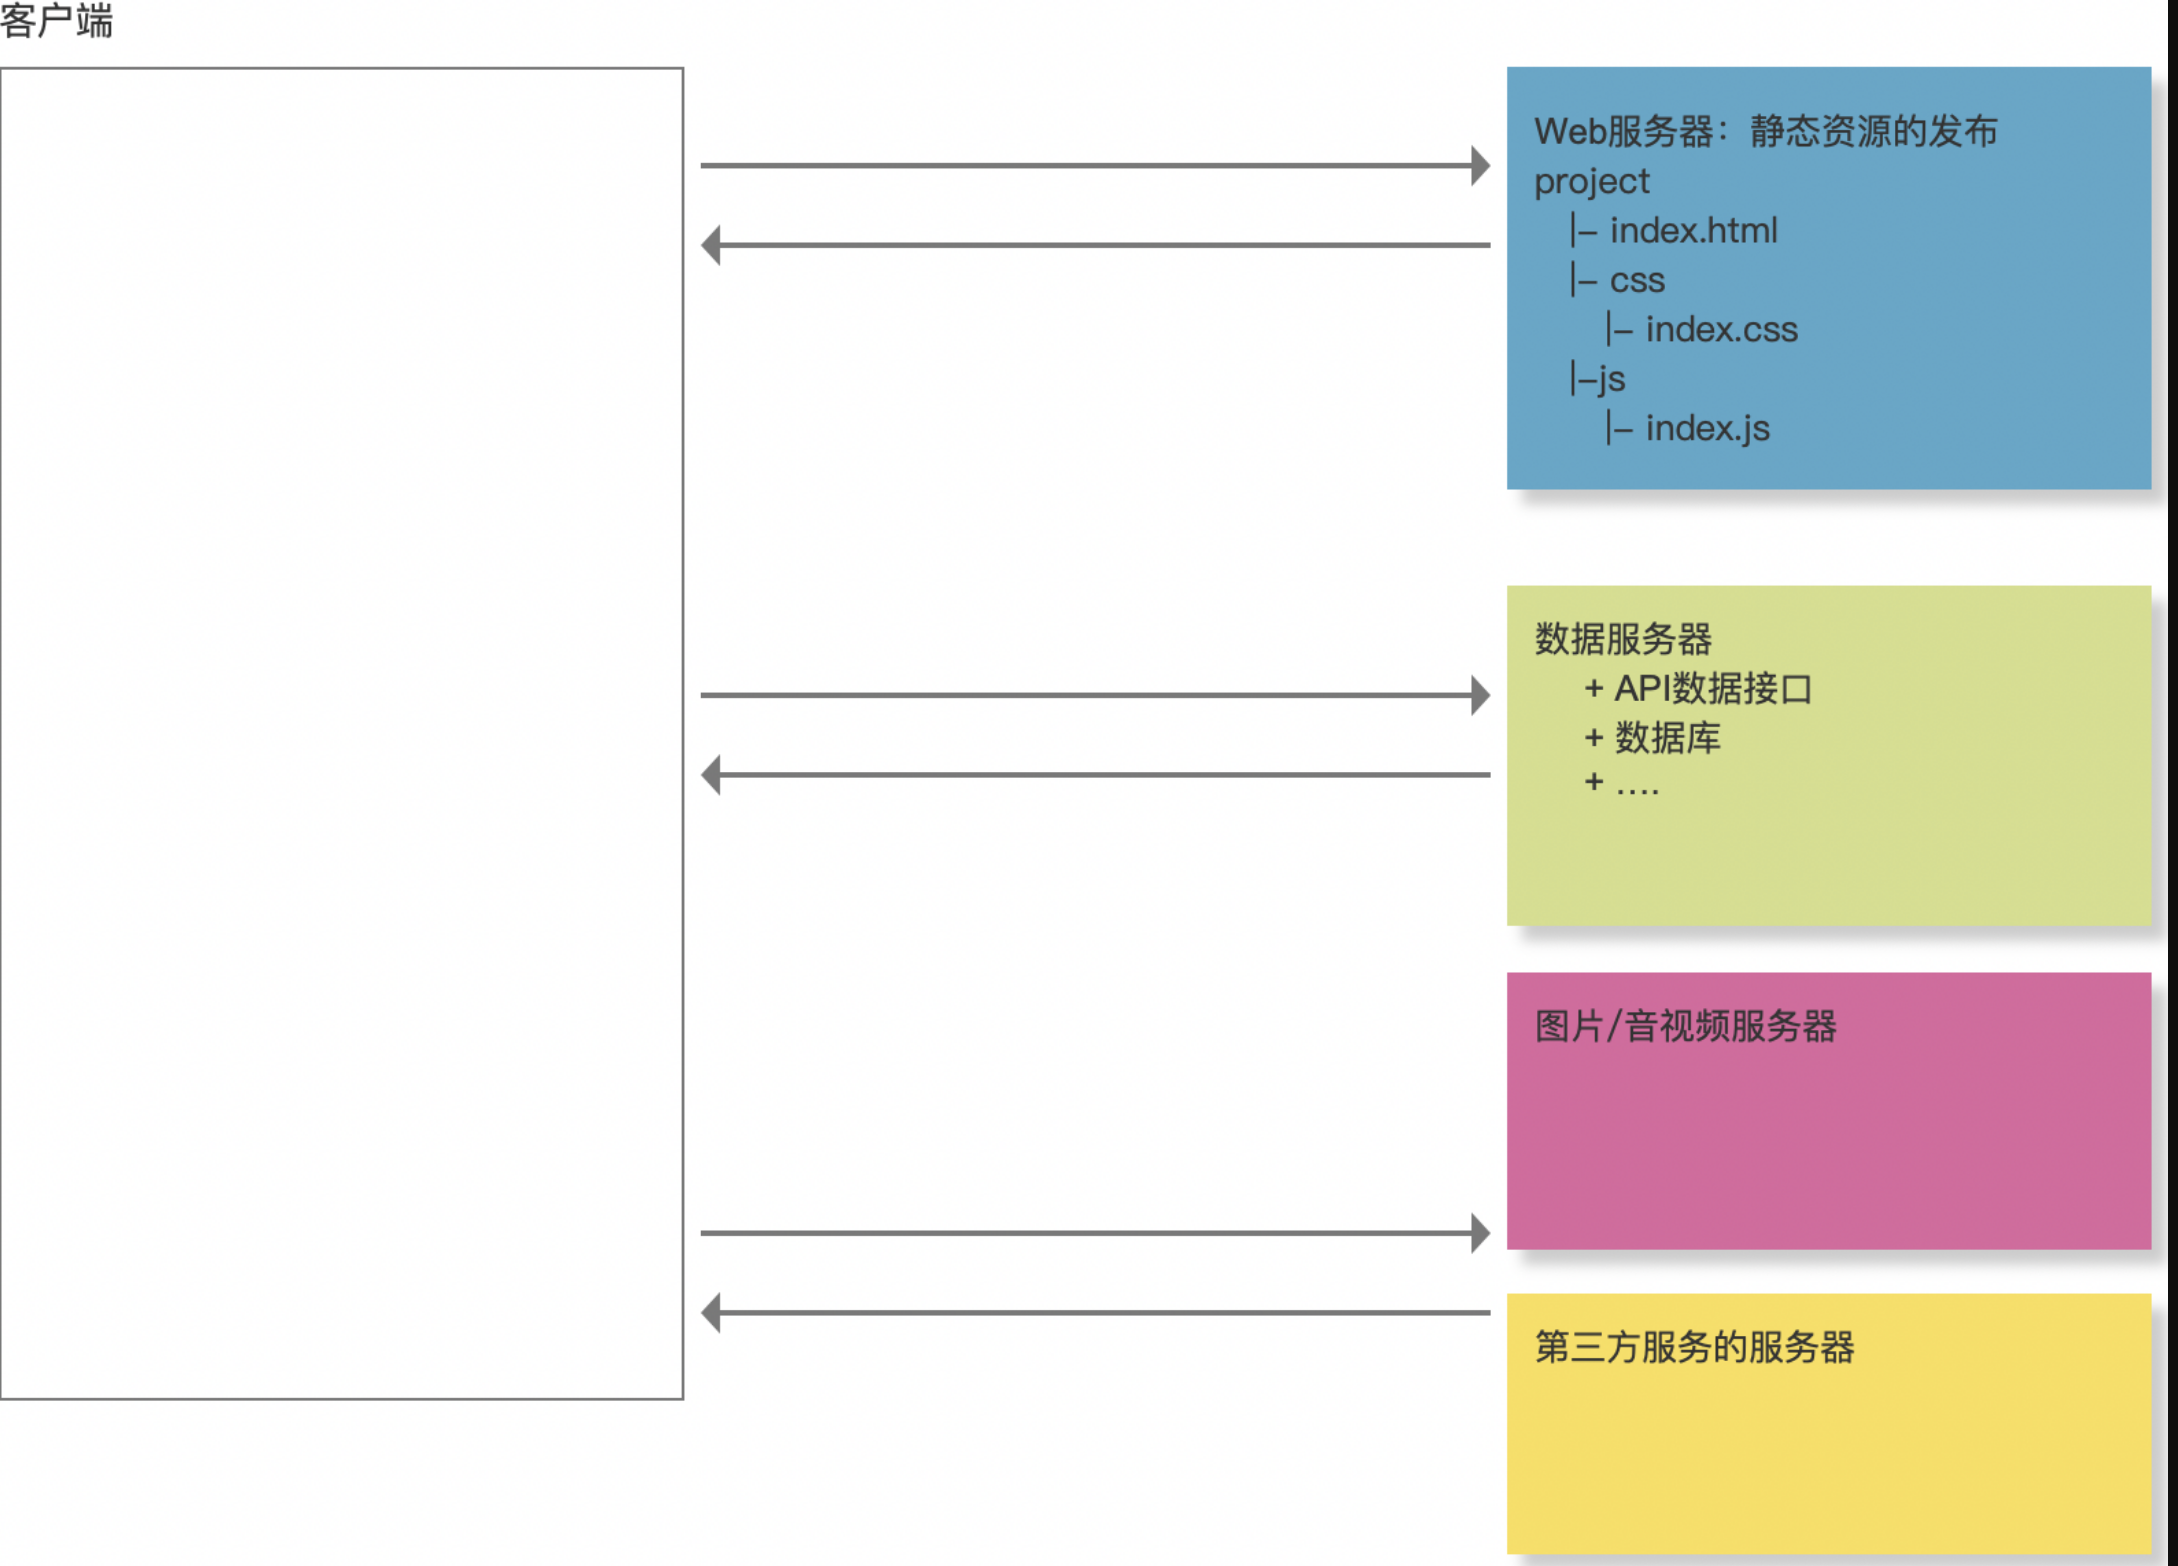 客户端
Web服务器：静态资源的发布
project
|- index.html
|- css
|- index.css
|-js
|- index.js
数据服务器
+ API数据接口
+ 数据库
+ ....
图片/音视频服务器
第三方服务的服务器